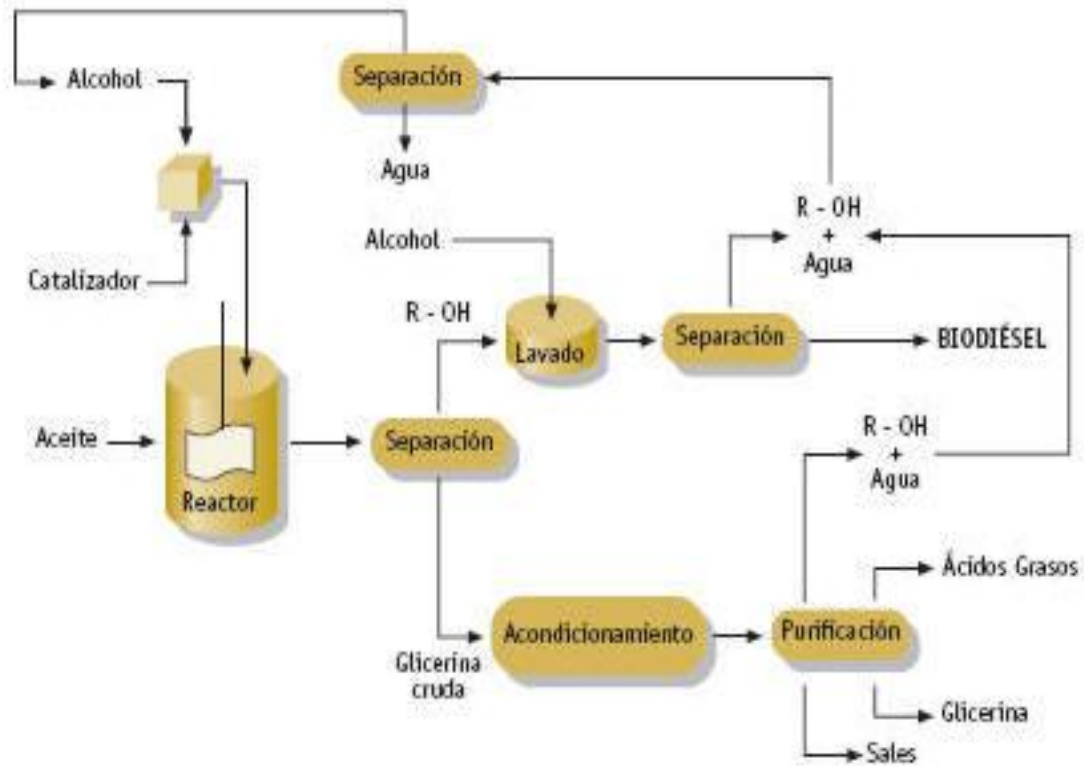 Separación
Alcohol
Agua
R - OH
+
Agua
Alcohol
Catalizador
R - OH
Lavado
Separación
BIODIÉSEL
Aceite
Reactor
Separación
R - OH
+
Agua
Ácidos Grasos
Acondicionamiento
Purificación
Glicerina
cruda
Glicerina
Sales